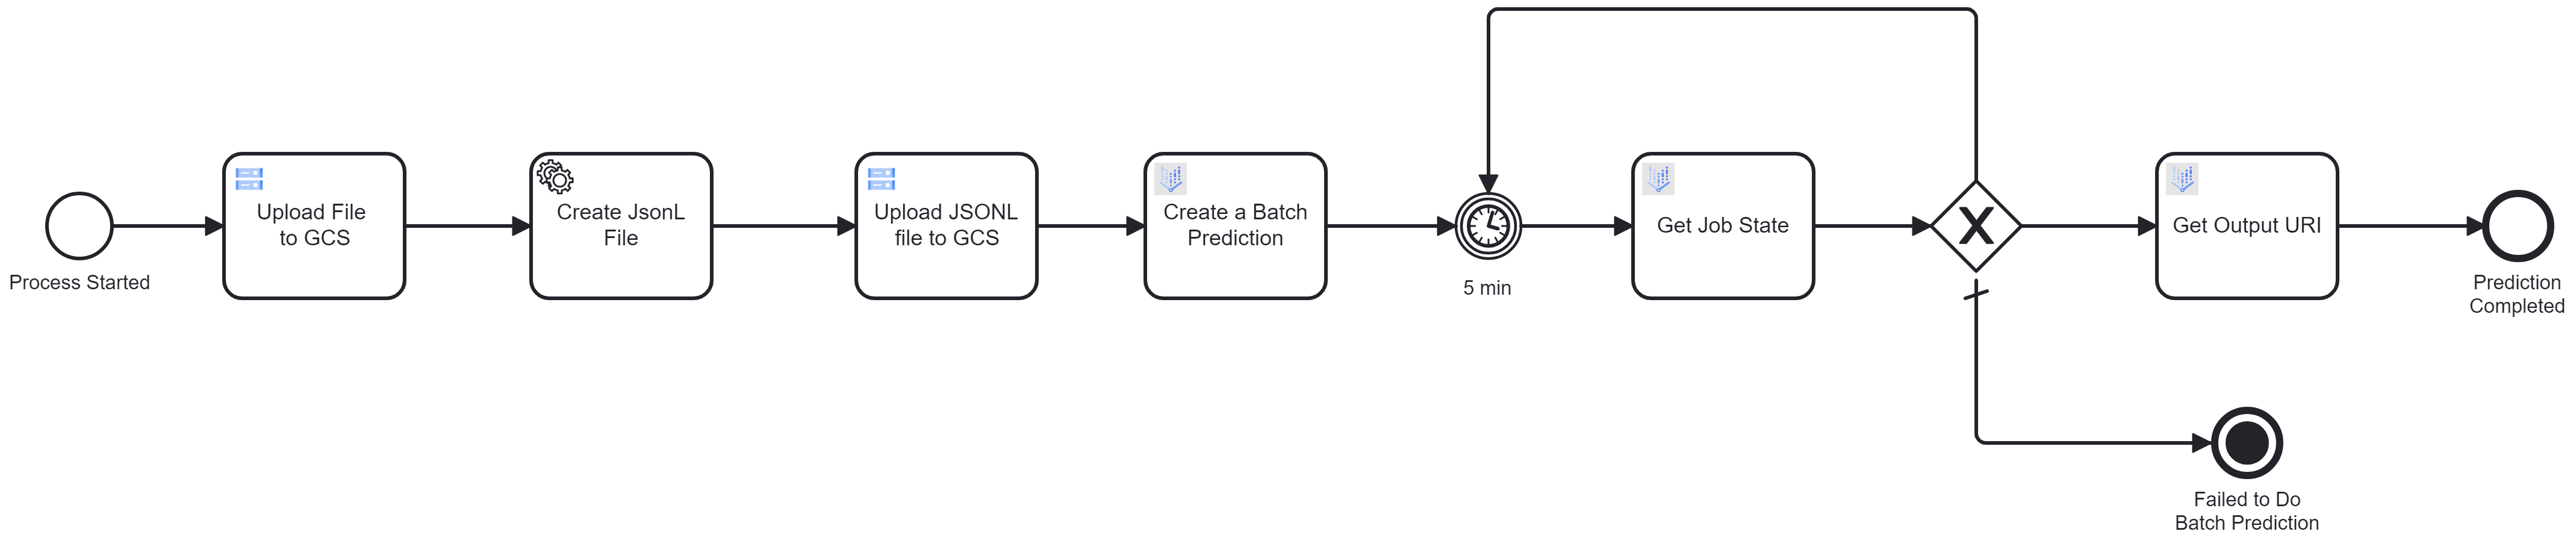 Process Started
Upload File
to GCS
Create JsonL
File
Upload JSONL
file to GCS
Create a Batch
Prediction
5 min
Get Job State
Get Output URI
Prediction
Completed
Failed to Do
Batch Prediction